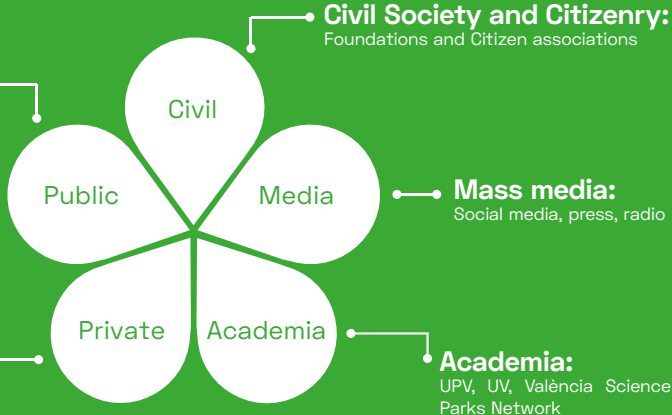 Civil Society and Citizenry:
Foundations and Citizen associations
Civil
Public
Media
Mass media:
Social media, press, radio
Private
Academia
Academia:
UPV, UV, València Science
Parks Network